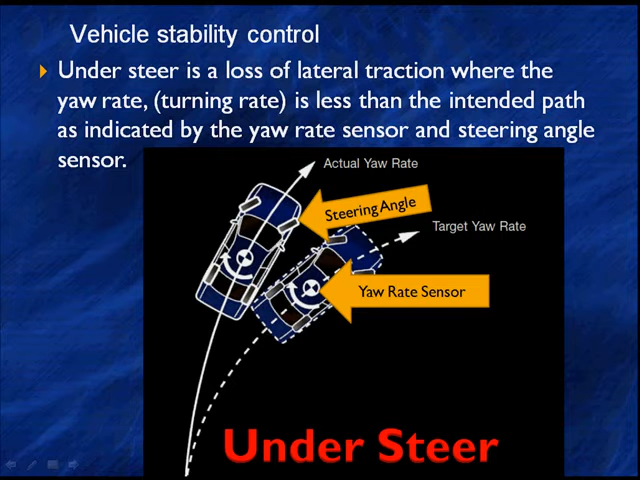 Vehicle stability control
Under steer is a loss of lateral traction where the
yaw rate, (turning rate) is less than the intended path
as indicated by the yaw rate sensor and steering angle
sensor.
Actual Yaw Rate
Steering Angle
Target Yaw Rate
Yaw Rate Sensor
Under Steer